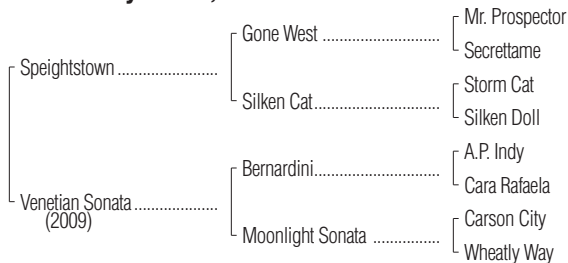 Mr. Prospector
Gone West ........................
Secrettame
Speightstown .....................
Storm Cat
Silken Cat..........................
Silken Doll
A.P. Indy
Bernardini..........................
Cara Rafaela
Venetian Sonata .................
(2009)
Carson City
Moonlight Sonata ..............
Wheatly Way